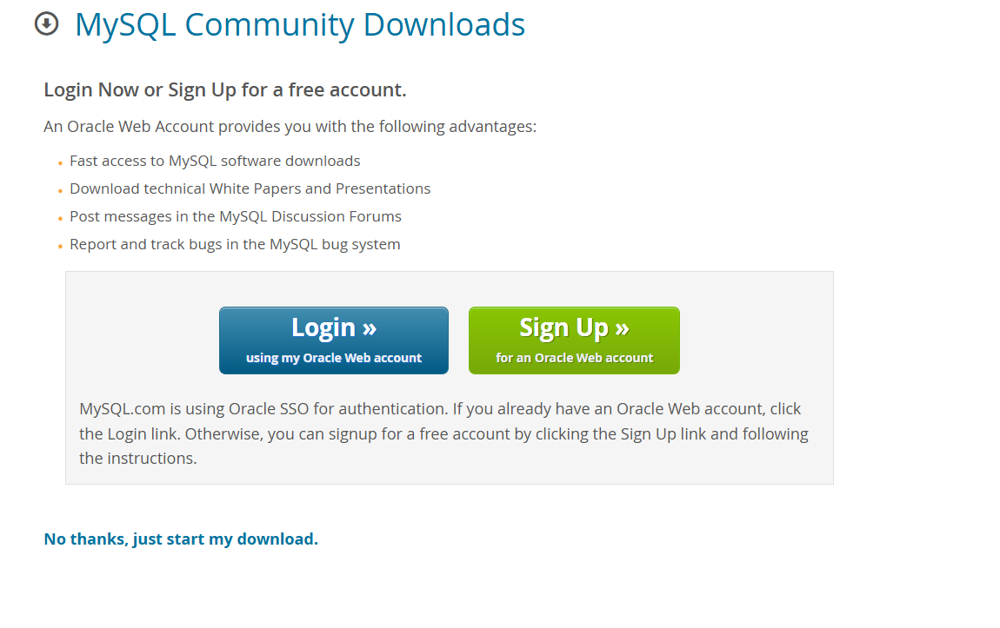 MySQL Community Downloads
Login Now or Sign Up for a free account.
An Oracle Web Account provides you with the following advantages:
Fast access to MySQL software downloads
Download technical White Papers and Presentations
Post messages in the MySQL Discussion Forums
Report and track bugs in the MySQL bug system
Login »
using my Oracle Web account
Sign Up »
for an Oracle Web account
MySQL.com is using Oracle SSO for authentication. If you already have an Oracle Web account, click
the Login link. Otherwise, you can signup for a free account by clicking the Sign Up link and following
the instructions.
No thanks, just start my download.